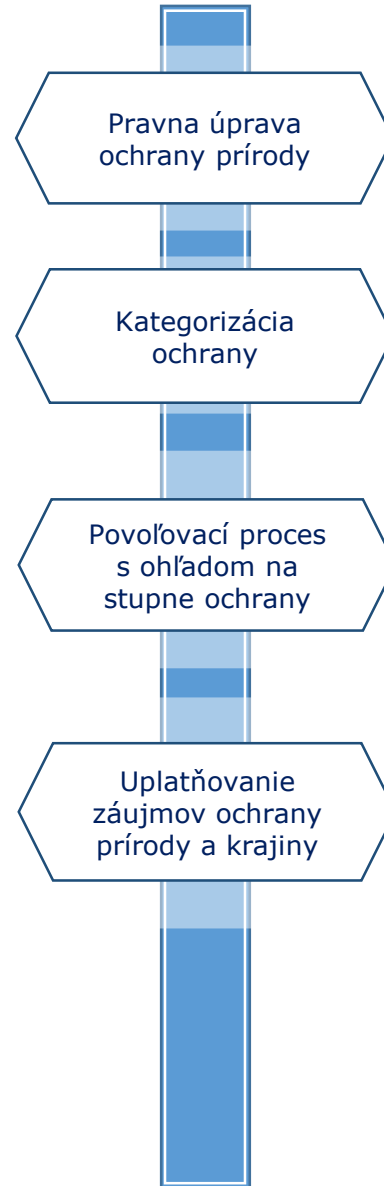 Pravna úprava
ochrany prírody
Kategorizácia
ochrany
Povoľovací proces
s ohľadom na
stupne ochrany
Uplatňovanie
záujmov ochrany
prírody a krajiny